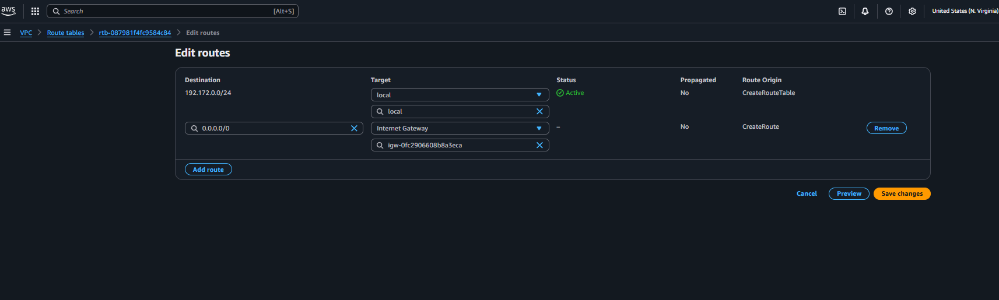 aws Search [Alt+S] United States (N. Virginia)
VPC > Route tables > rtb-087981f4fc9584c84 > Edit routes
Edit routes
Destination Target Status Propagated Route Origin
192.172.0.0/24 local Active No CreateRouteTable
local
0.0.0.0/0 Internet Gateway – No CreateRoute Remove
igw-0fc2906608b8a3eca
Add route
Cancel Preview Save changes